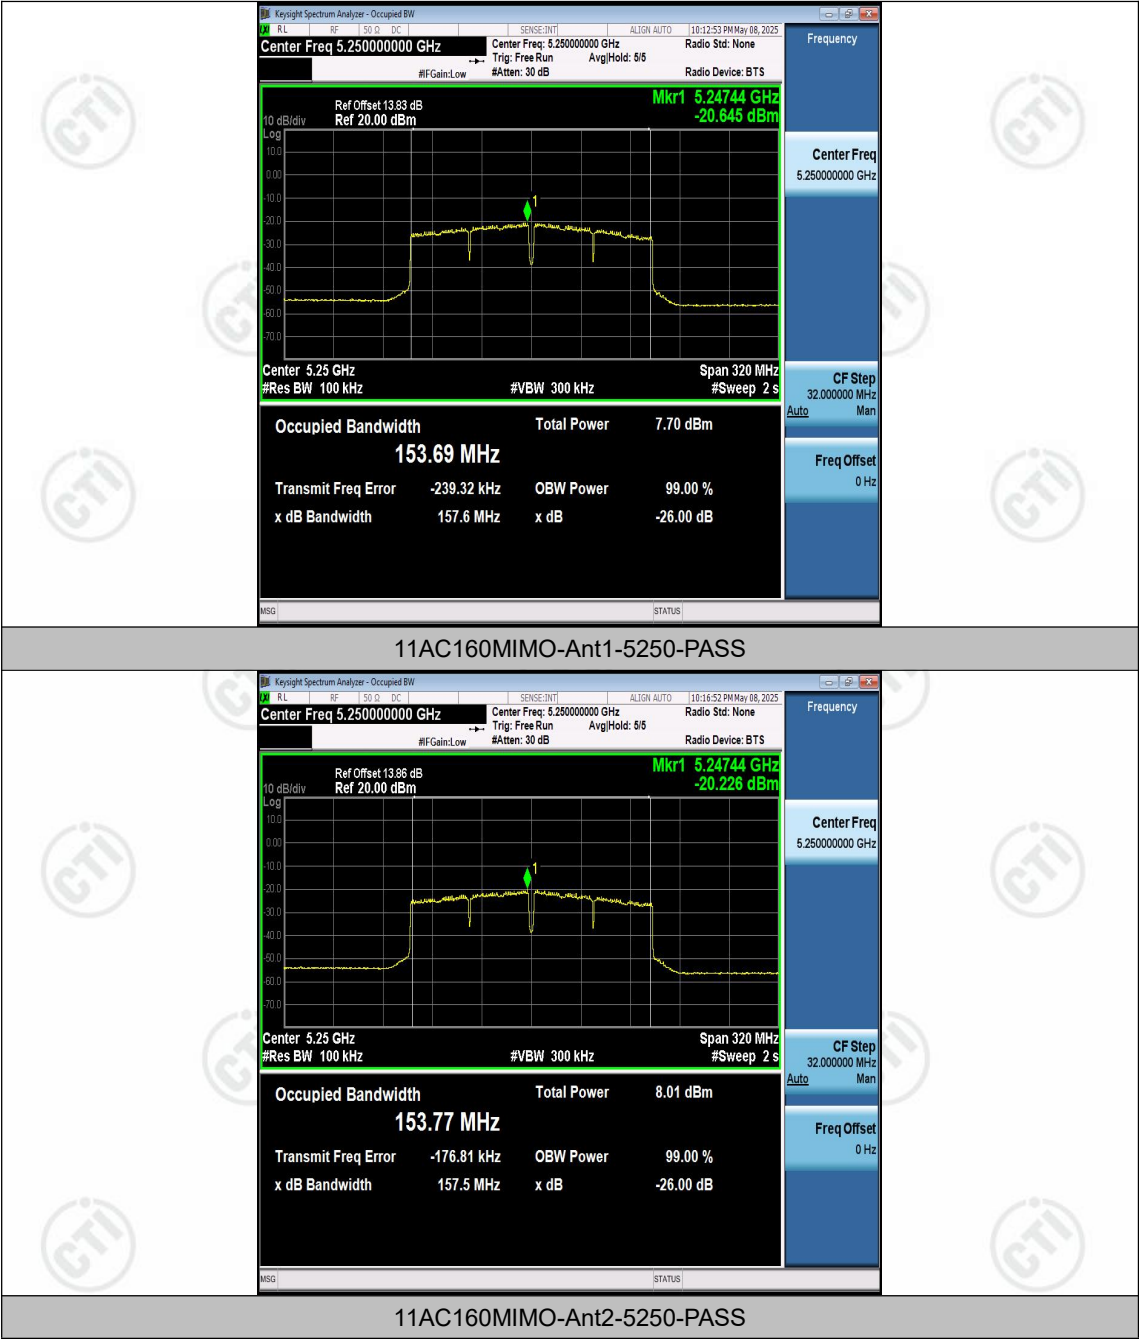 Keysight Spectrum Analyzer - Occupied BW
RL RF 50 Ω DC SENSE:INT ALIGN AUTO 10:12:53 PM May 08, 2025
Center Freq 5.250000000 GHz
Center Freq: 5.250000000 GHz Radio Std: None
Trig: Free Run Avg|Hold: 5/5
#IFGain:Low #Atten: 30 dB Radio Device: BTS
Frequency
Mkr1 5.24744 GHz
-20.645 dBm
Ref Offset 13.83 dB
10 dB/div Ref 20.00 dBm
Log
10.0
0.00
-10.0
-20.0
-30.0
-40.0
-50.0
-60.0
-70.0
1
Center Freq
5.250000000 GHz
Center 5.25 GHz Span 320 MHz
#Res BW 100 kHz #VBW 300 kHz #Sweep 2 s
CF Step
32.000000 MHz
Auto Man
Occupied Bandwidth Total Power 7.70 dBm
153.69 MHz
Transmit Freq Error -239.32 kHz OBW Power 99.00 %
x dB Bandwidth 157.6 MHz x dB -26.00 dB
Freq Offset
0 Hz
MSG STATUS
11AC160MIMO-Ant1-5250-PASS
Keysight Spectrum Analyzer - Occupied BW
RL RF 50 Ω DC SENSE:INT ALIGN AUTO 10:16:52 PM May 08, 2025
Center Freq 5.250000000 GHz
Center Freq: 5.250000000 GHz Radio Std: None
Trig: Free Run Avg|Hold: 5/5
#IFGain:Low #Atten: 30 dB Radio Device: BTS
Frequency
Mkr1 5.24744 GHz
-20.226 dBm
Ref Offset 13.86 dB
10 dB/div Ref 20.00 dBm
Log
10.0
0.00
-10.0
-20.0
-30.0
-40.0
-50.0
-60.0
-70.0
1
Center Freq
5.250000000 GHz
Center 5.25 GHz Span 320 MHz
#Res BW 100 kHz #VBW 300 kHz #Sweep 2 s
CF Step
32.000000 MHz
Auto Man
Occupied Bandwidth Total Power 8.01 dBm
153.77 MHz
Transmit Freq Error -176.81 kHz OBW Power 99.00 %
x dB Bandwidth 157.5 MHz x dB -26.00 dB
Freq Offset
0 Hz
MSG STATUS
11AC160MIMO-Ant2-5250-PASS
CTI
CTI
CTI
CTI
CTI
CTI
CTI
CTI
CTI
CTI
CTI
CTI
CTI
CTI